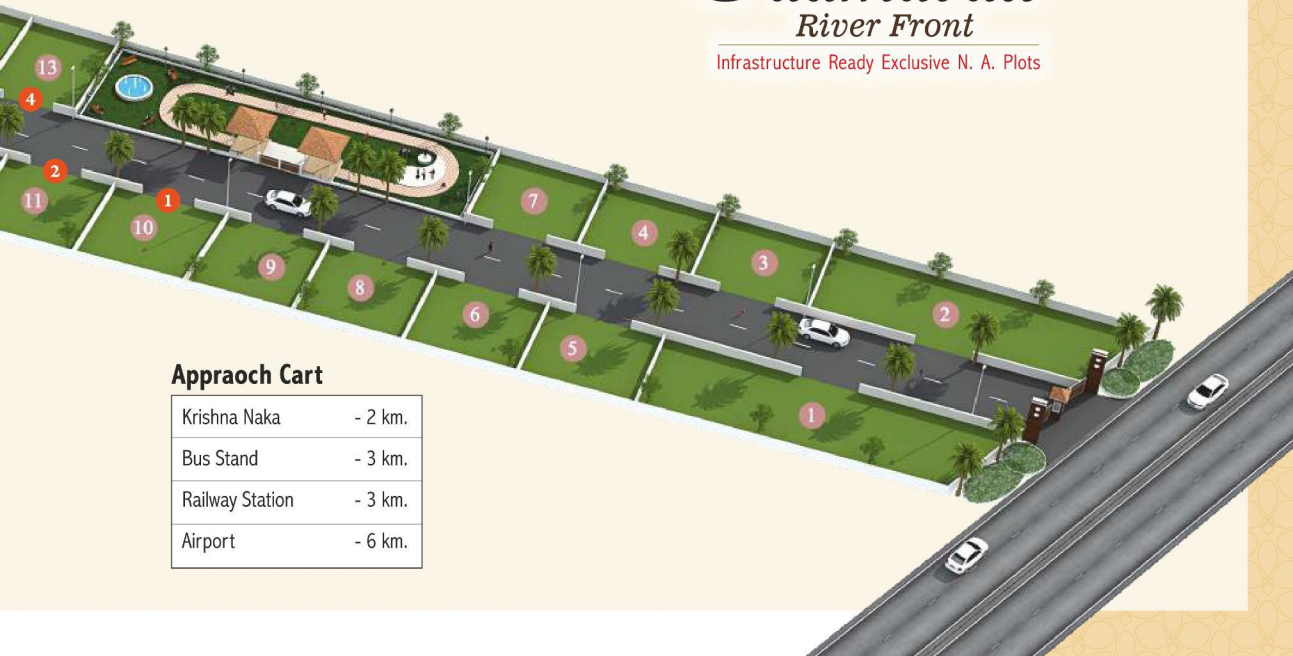 River Front
Infrastructure Ready Exclusive N. A. Plots
13
4
2
11
1
10
9
8
7
4
3
2
6
5
1
Appraoch Cart
Krishna Naka - 2 km.
Bus Stand - 3 km.
Railway Station - 3 km.
Airport - 6 km.